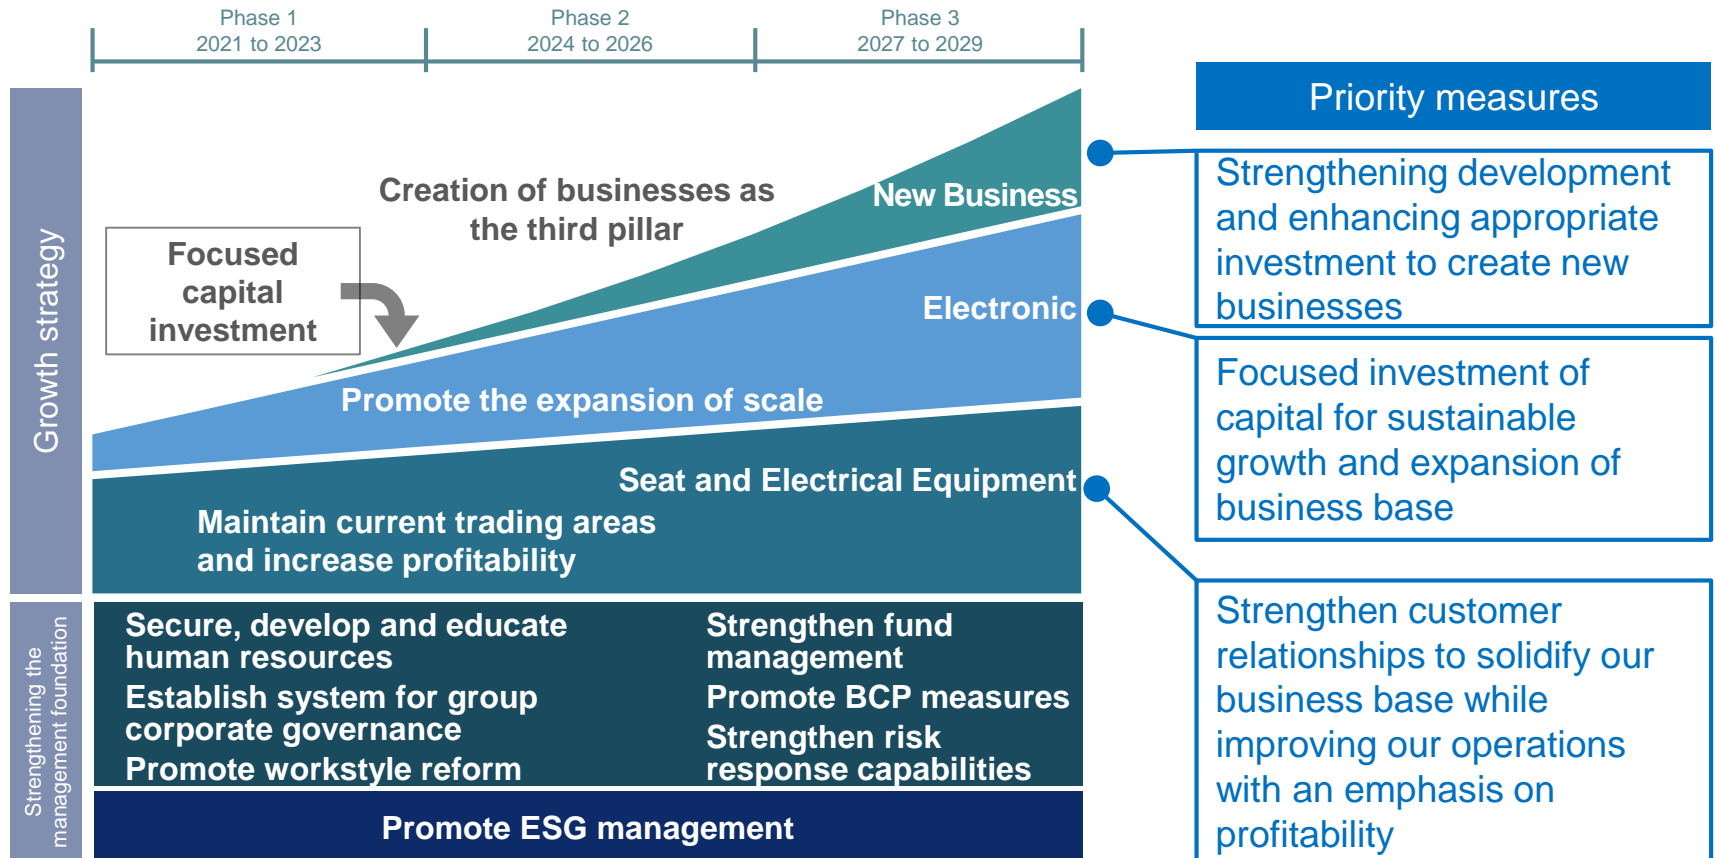 Phase 1
2021 to 2023
Phase 2
2024 to 2026
Phase 3
2027 to 2029
Growth strategy
Focused
capital
investment
Creation of businesses as
the third pillar
New Business
Electronic
Promote the expansion of scale
Seat and Electrical Equipment
Maintain current trading areas
and increase profitability
Strengthening the
management foundation
Secure, develop and educate
human resources
Establish system for group
corporate governance
Promote workstyle reform
Strengthen fund
management
Promote BCP measures
Strengthen risk
response capabilities
Promote ESG management
Priority measures
Strengthening development
and enhancing appropriate
investment to create new
businesses
Focused investment of
capital for sustainable
growth and expansion of
business base
Strengthen customer
relationships to solidify our
business base while
improving our operations
with an emphasis on
profitability